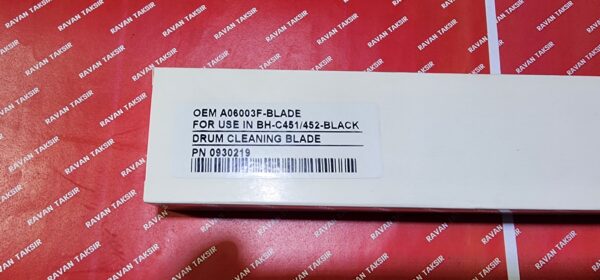 OEM A06003F-BLADE
FOR USE IN BH-C451/452-BLACK
DRUM CLEANING BLADE
PN 0930219
RAVAN TAKSIR